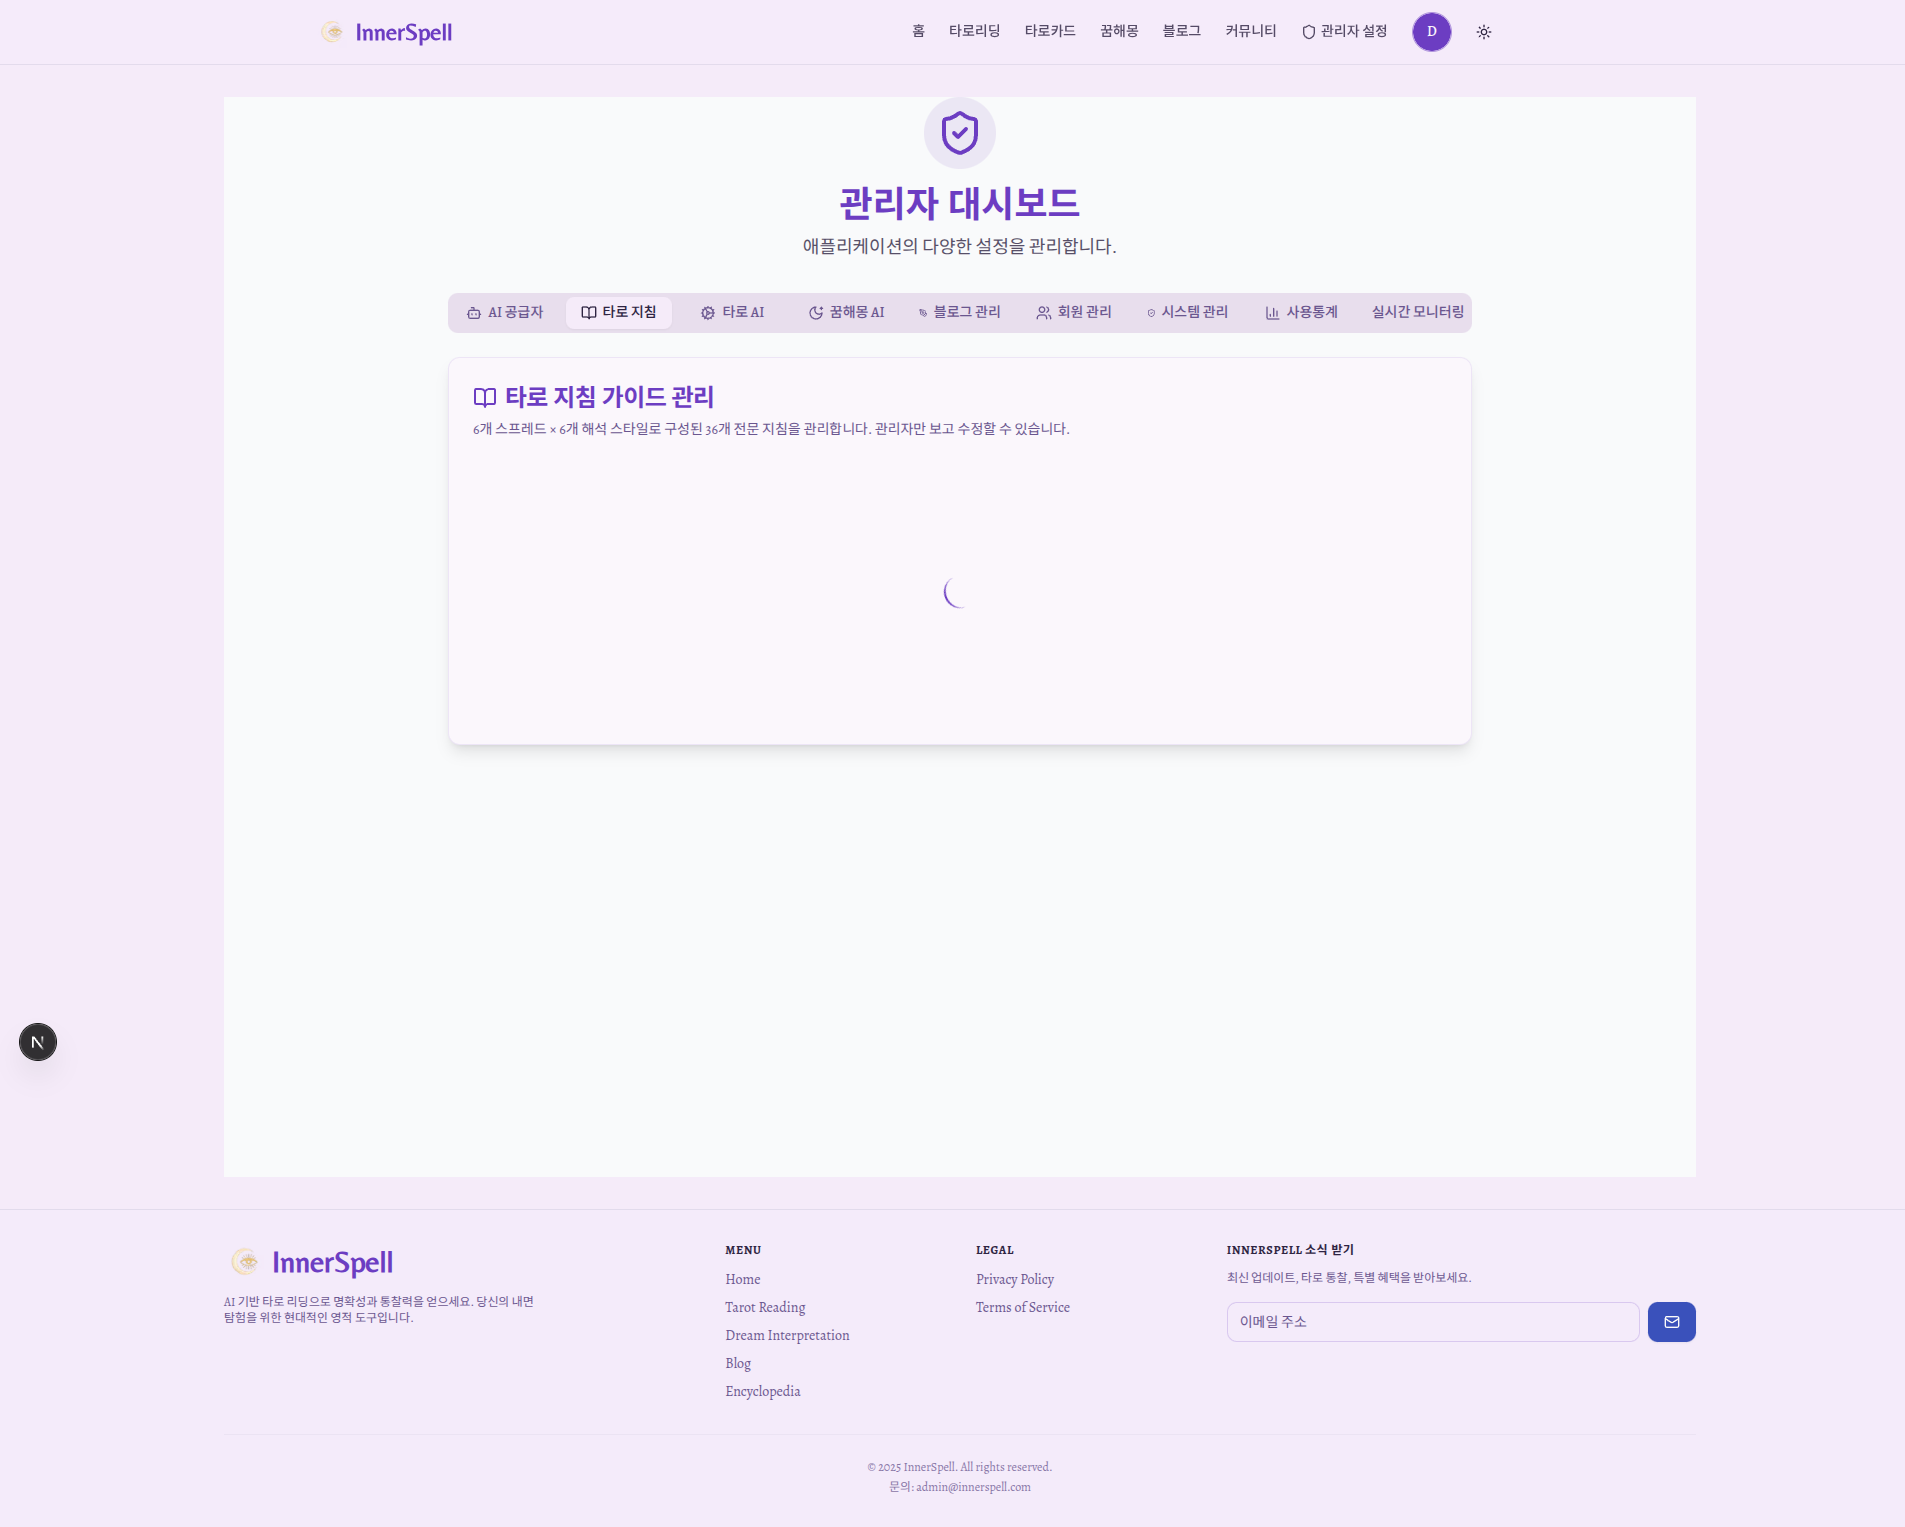 InnerSpell
홈 타로리딩 타로카드 꿈해몽 블로그 커뮤니티 관리자 설정 D
관리자 대시보드
애플리케이션의 다양한 설정을 관리합니다.
AI 공급자 타로 지침 타로 AI 꿈해몽 AI 블로그 관리 회원 관리 시스템 관리 사용통계 실시간 모니터링
타로 지침 가이드 관리
6개 스프레드 × 6개 해석 스타일로 구성된 36개 전문 지침을 관리합니다. 관리자만 보고 수정할 수 있습니다.
N
InnerSpell
AI 기반 타로 리딩으로 명확성과 통찰력을 얻으세요. 당신의 내면
탐험을 위한 현대적인 영적 도구입니다.
MENU
Home
Tarot Reading
Dream Interpretation
Blog
Encyclopedia
LEGAL
Privacy Policy
Terms of Service
INNERSPELL 소식 받기
최신 업데이트, 타로 통찰, 특별 혜택을 받아보세요.
이메일 주소
© 2025 InnerSpell. All rights reserved.
문의: admin@innerspell.com